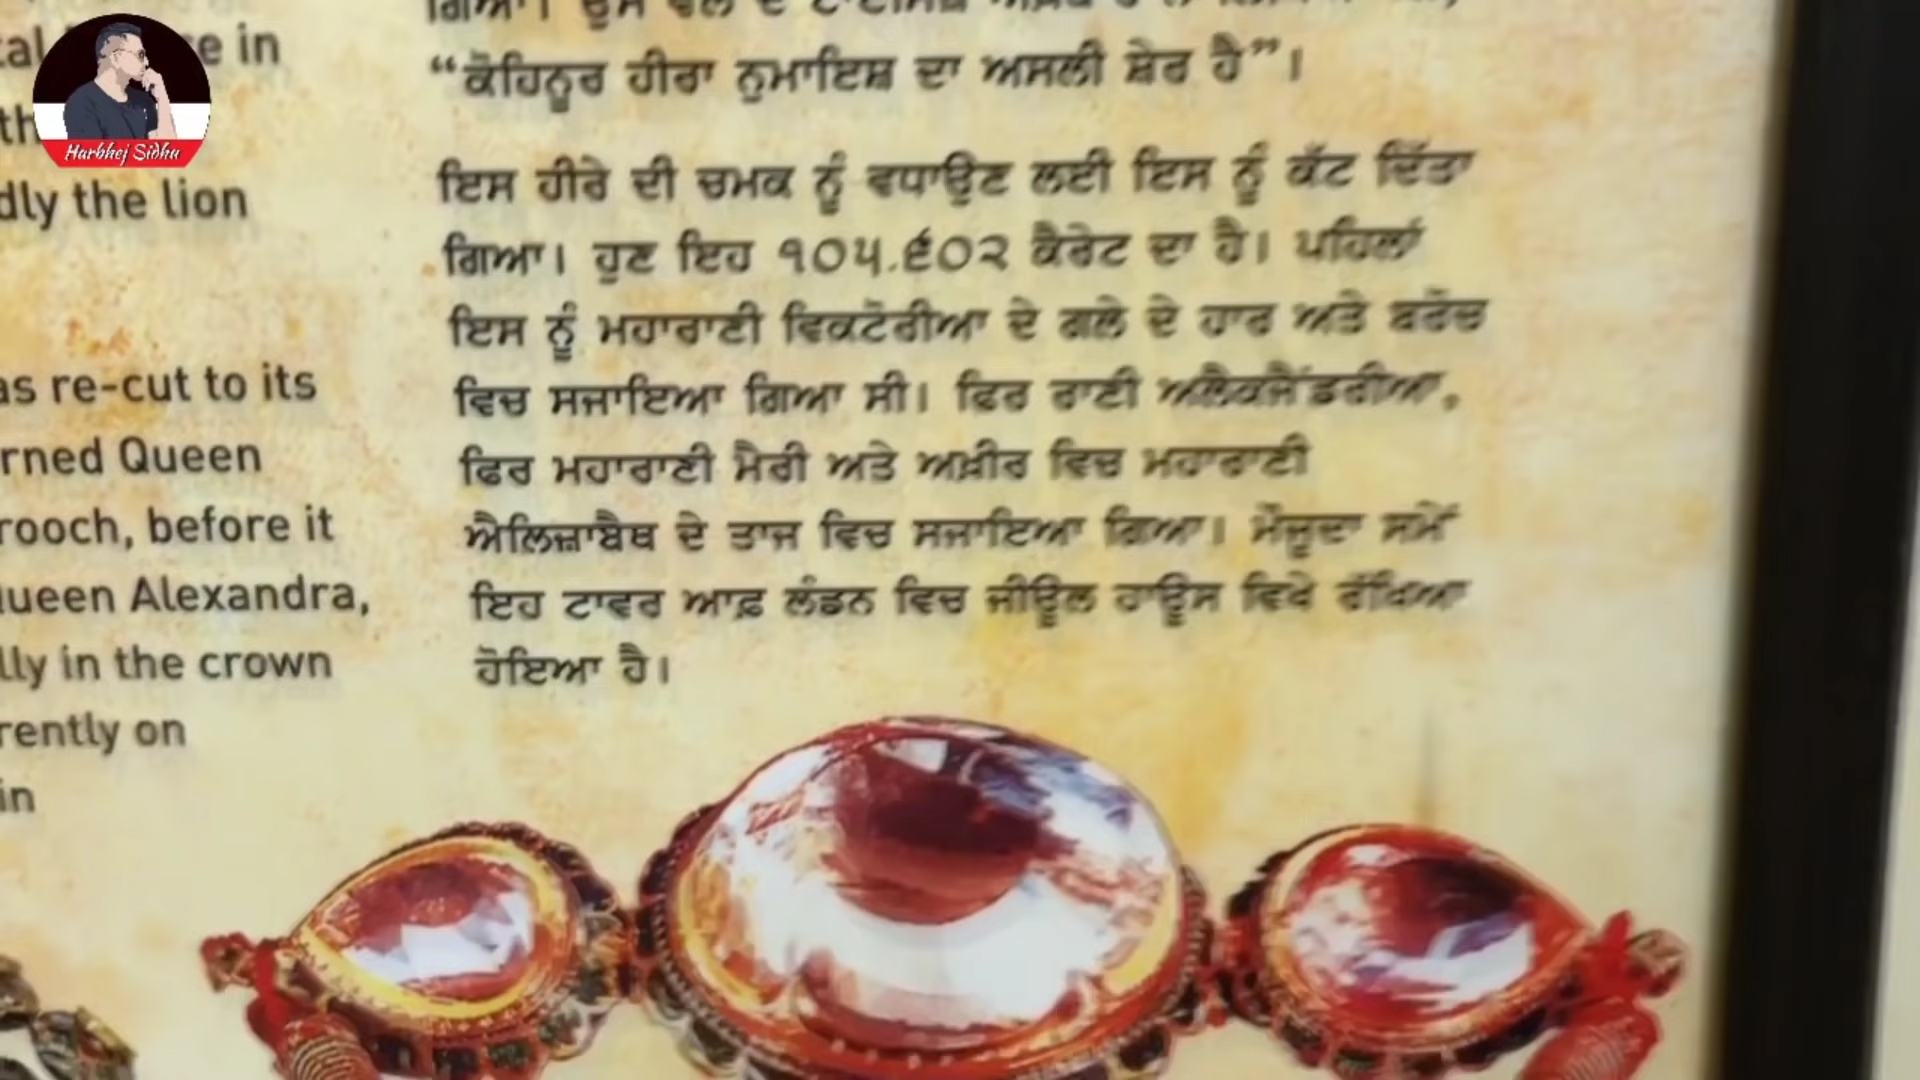 Harbhej Sidhu
e in
th
dly the lion
as re-cut to its
rned Queen
rooch, before it
ueen Alexandra,
lly in the crown
rently on
in
“ਕੋਹਿਨੂਰ ਹੀਰਾ ਨੁਮਾਇਸ਼ ਦਾ ਅਸਲੀ ਸ਼ੇਰ ਹੈ”।
ਇਸ ਹੀਰੇ ਦੀ ਚਮਕ ਨੂੰ ਵਧਾਉਣ ਲਈ ਇਸ ਨੂੰ ਕੱਟ ਦਿੱਤਾ
ਗਿਆ। ਹੁਣ ਇਹ ੧੦੫.੬੦੨ ਕੈਰੇਟ ਦਾ ਹੈ। ਪਹਿਲਾਂ
ਇਸ ਨੂੰ ਮਹਾਰਾਣੀ ਵਿਕਟੋਰੀਆ ਦੇ ਗਲੇ ਦੇ ਹਾਰ ਅਤੇ ਬਰੋਚ
ਵਿਚ ਸਜਾਇਆ ਗਿਆ ਸੀ। ਫਿਰ ਰਾਣੀ ਅਲੈਕਜੈਂਡਰੀਆ,
ਫਿਰ ਮਹਾਰਾਣੀ ਮੈਰੀ ਅਤੇ ਅਖ਼ੀਰ ਵਿਚ ਮਹਾਰਾਣੀ
ਐਲਿਜ਼ਾਬੈਥ ਦੇ ਤਾਜ ਵਿਚ ਸਜਾਇਆ ਗਿਆ। ਮੌਜੂਦਾ ਸਮੇਂ
ਇਹ ਟਾਵਰ ਆਫ਼ ਲੰਡਨ ਵਿਚ ਜੀਊਲ ਹਾਊਸ ਵਿਖੇ ਰੱਖਿਆ
ਹੋਇਆ ਹੈ।